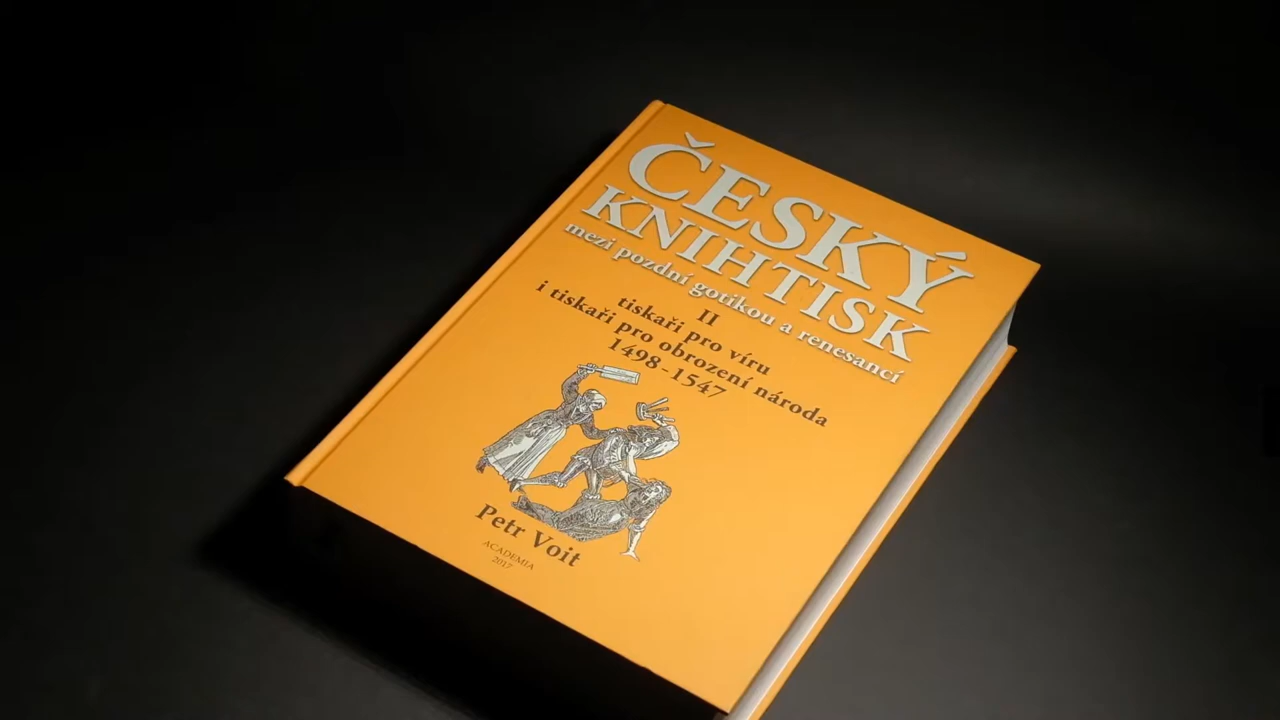 ČESKÝ
KNIHTISK
mezi pozdní gotikou a renesancí
II
tiskaři pro víru
i tiskaři pro obrození národa
1498-1547
Petr Voit
ACADEMIA
2017